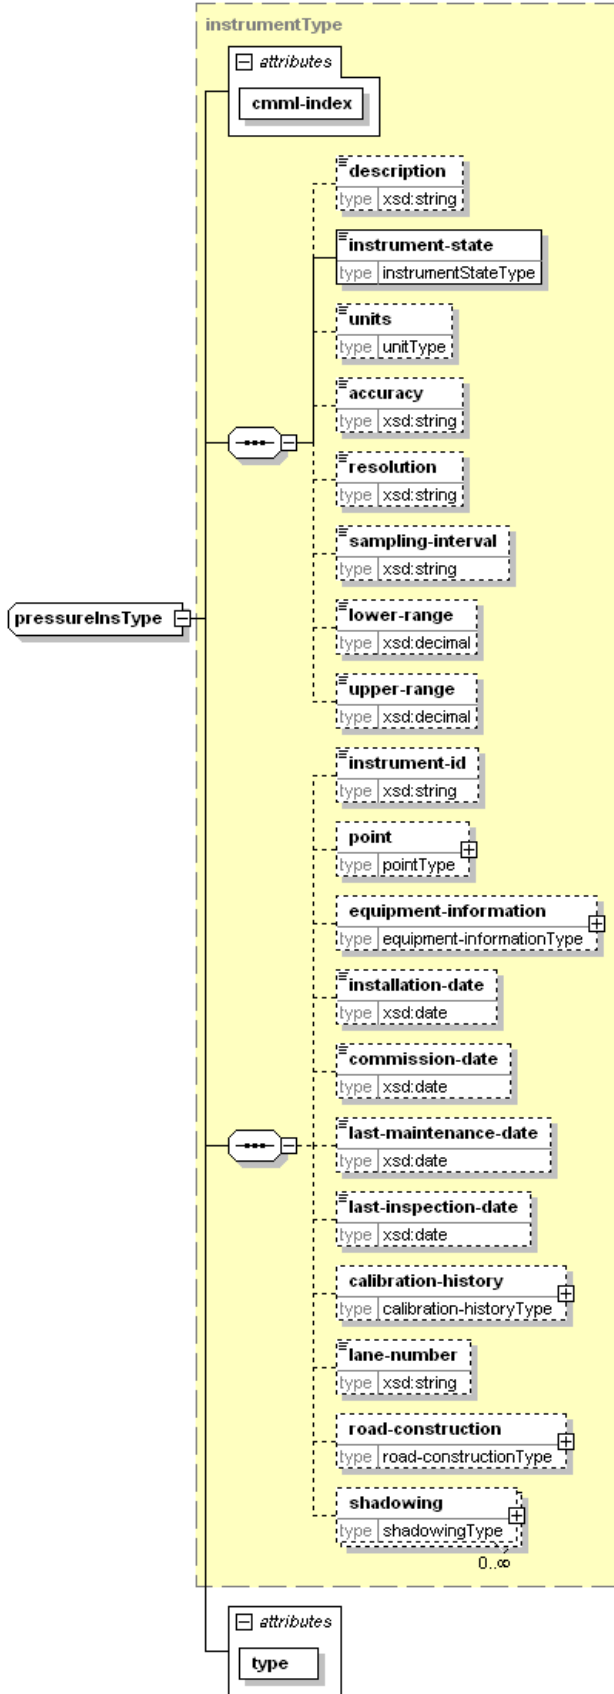 instrumentType
attributes
cmml-index
description
type xsd:string
instrument-state
type instrumentStateType
units
type unitType
accuracy
type xsd:string
resolution
type xsd:string
sampling-interval
type xsd:string
pressureInsType
lower-range
type xsd:decimal
upper-range
type xsd:decimal
instrument-id
type xsd:string
point
type pointType
equipment-information
type equipment-informationType
installation-date
type xsd:date
commission-date
type xsd:date
last-maintenance-date
type xsd:date
last-inspection-date
type xsd:date
calibration-history
type calibration-historyType
lane-number
type xsd:string
road-construction
type road-constructionType
shadowing
type shadowingType
0..∞
attributes
type